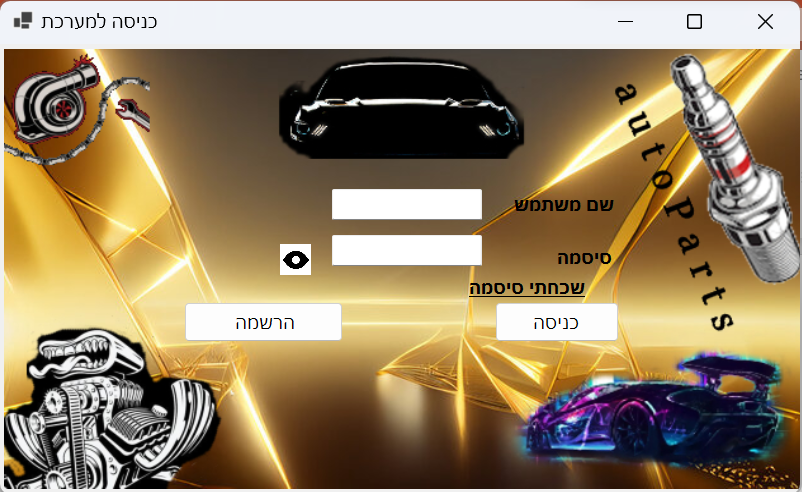 כניסה למערכת
autoParts
שם משתמש
סיסמה
שכחתי סיסמה
כניסה
הרשמה